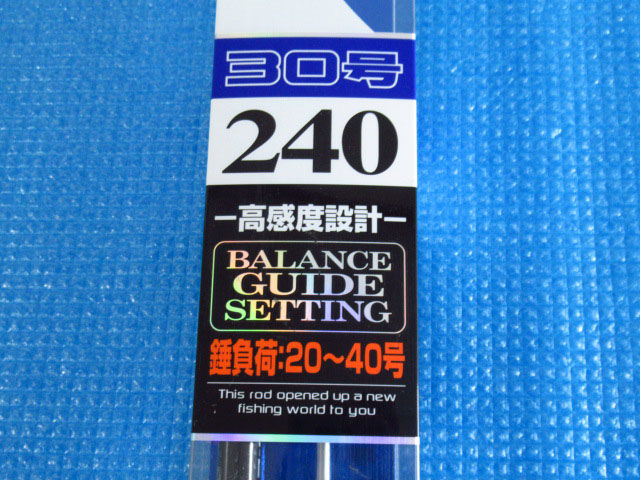 30号
240
ー高感度設計ー
BALANCE
GUIDE
SETTING
錘負荷:20〜40号
This rod opened up a new
fishing world to you